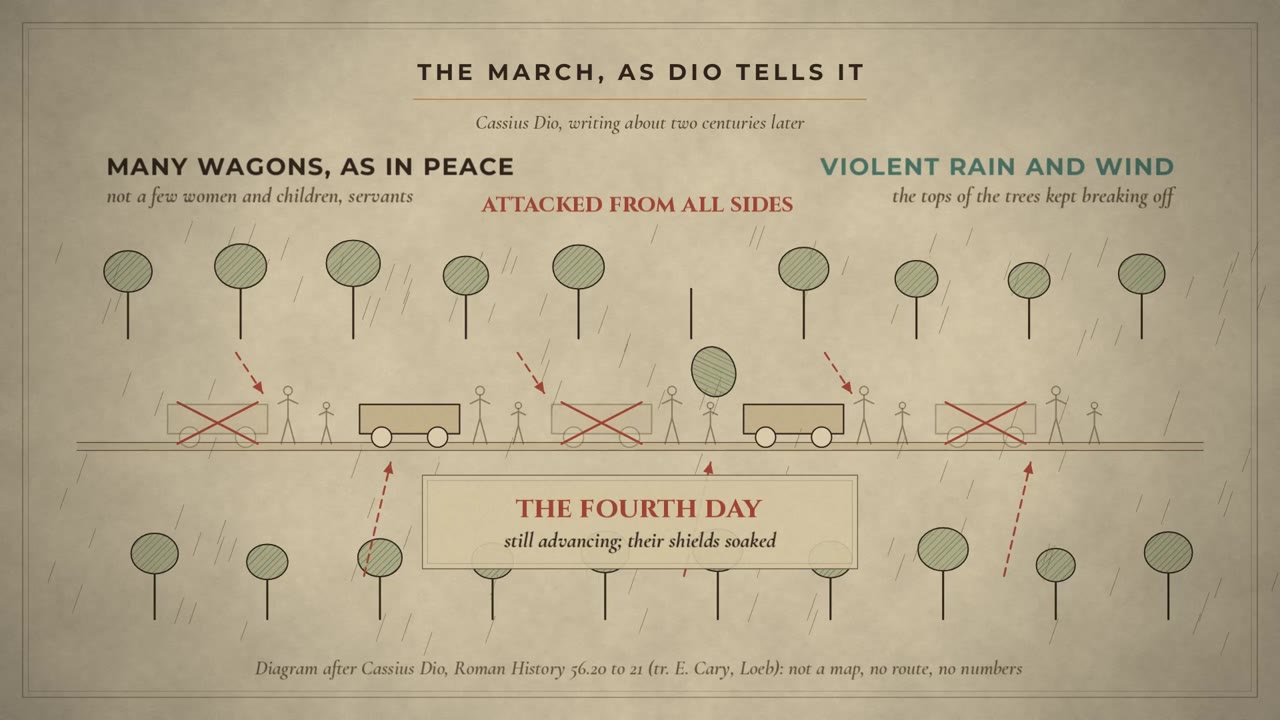 THE MARCH, AS DIO TELLS IT
Cassius Dio, writing about two centuries later
MANY WAGONS, AS IN PEACE
not a few women and children, servants
VIOLENT RAIN AND WIND
the tops of the trees kept breaking off
ATTACKED FROM ALL SIDES
THE FOURTH DAY
still advancing; their shields soaked
Diagram after Cassius Dio, Roman History 56.20 to 21 (tr. E. Cary, Loeb): not a map, no route, no numbers